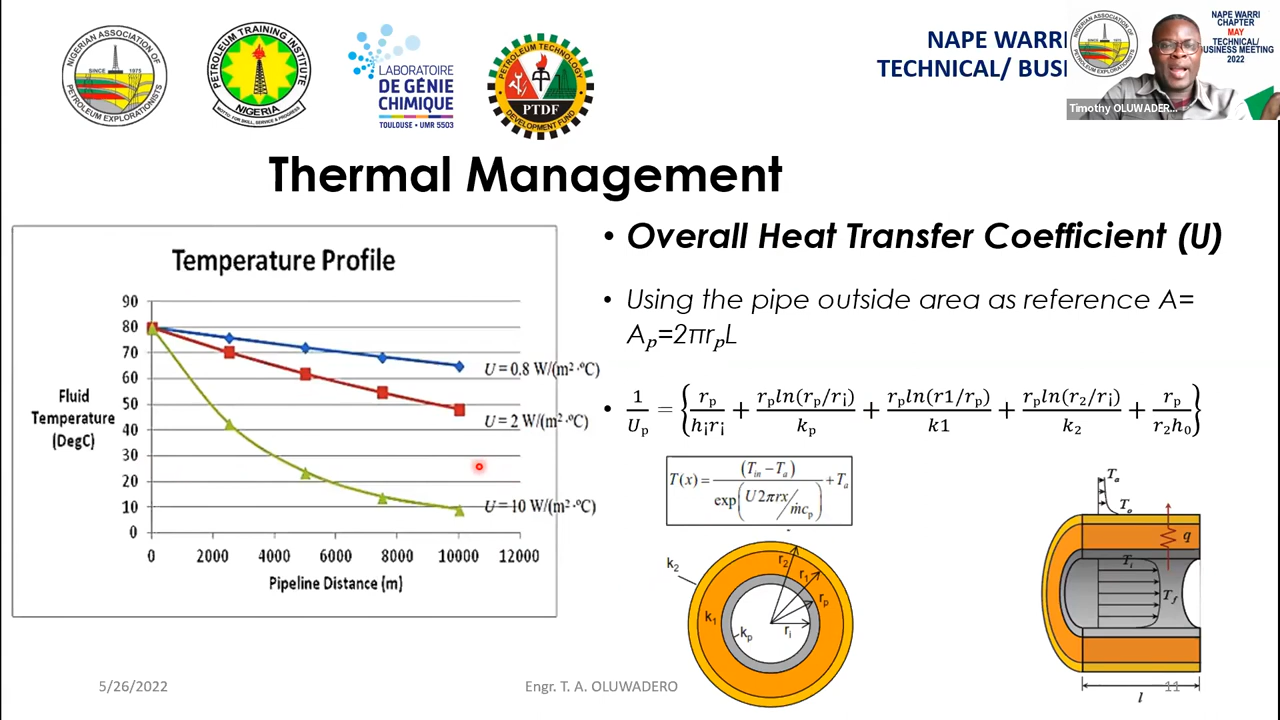 NIGERIAN ASSOCIATION OF
SINCE 1975
PETROLEUM EXPLORATIONISTS
PETROLEUM TRAINING INSTITUTE
NIGERIA
LABORATOIRE
DE GÉNIE
CHIMIQUE
TOULOUSE • UMR 5503
PETROLEUM TECHNOLOGY
PTDF
DEVELOPMENT FUND
NAPE WARRI
TECHNICAL/ BUSI
NAPE WARRI
CHAPTER
MAY
TECHNICAL/
BUSINESS MEETING
2022
Timothy OLUWADER...
Thermal Management
Temperature Profile
90
80
70
60
50
40
30
20
10
0
Fluid
Temperature
(DegC)
U = 0.8 W/(m²·ºC)
U = 2 W/(m²·ºC)
U = 10 W/(m²·ºC)
0 2000 4000 6000 8000 10000 12000
Pipeline Distance (m)
• Overall Heat Transfer Coefficient (U)
• Using the pipe outside area as reference A=
Aₚ=2πrₚL
• 1/Uₚ = {rₚ/hᵢrᵢ + rₚln(rₚ/rᵢ)/kₚ + rₚln(r1/rₚ)/k1 + rₚln(r₂/rᵢ)/k₂ + rₚ/r₂h₀}
T(x) = (Tᵢₙ − Tₐ)/exp(U2πrx/ṁcₚ) + Tₐ
k₂
r₂
r₁
rₚ
k₁
kₚ
rᵢ
Tₐ
Tₒ
q
Tᵢ
T_f
l
5/26/2022
Engr. T. A. OLUWADERO
11